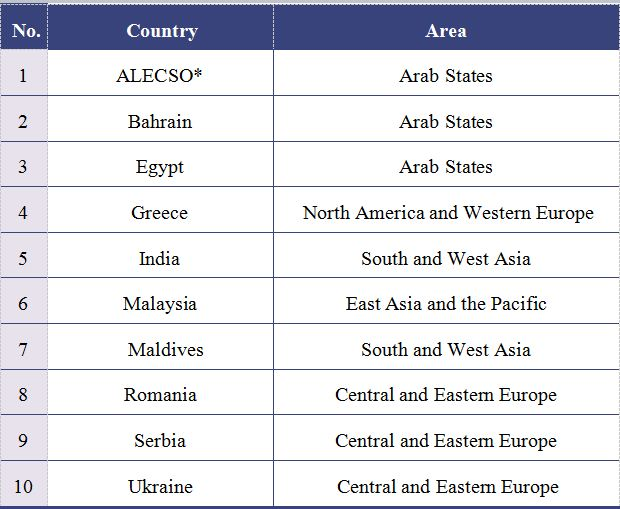 No. Country Area
1 ALECSO* Arab States
2 Bahrain Arab States
3 Egypt Arab States
4 Greece North America and Western Europe
5 India South and West Asia
6 Malaysia East Asia and the Pacific
7 Maldives South and West Asia
8 Romania Central and Eastern Europe
9 Serbia Central and Eastern Europe
10 Ukraine Central and Eastern Europe